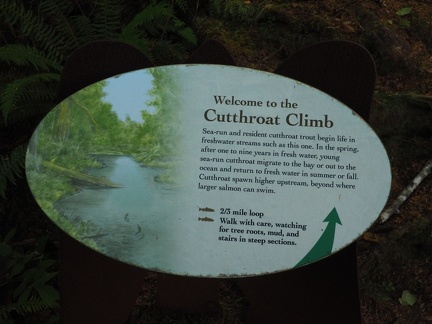 Welcome to the
Cutthroat Climb
Sea-run and resident cutthroat trout begin life in
freshwater streams such as this one. In the spring,
after one to nine years in fresh water, young
sea-run cutthroat migrate to the bay or out to the
ocean and return to fresh water in summer or fall.
Cutthroat spawn higher upstream, beyond where
larger salmon can swim.
2/3 mile loop
Walk with care, watching
for tree roots, mud, and
stairs in steep sections.